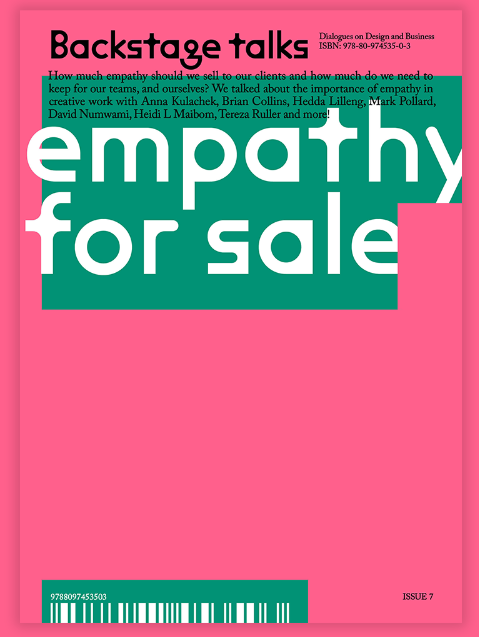 Backstage talks
Dialogues on Design and Business
ISBN: 978-80-974535-0-3
How much empathy should we sell to our clients and how much do we need to
keep for our teams, and ourselves? We talked about the importance of empathy in
creative work with Anna Kulachek, Brian Collins, Hedda Lilleng, Mark Pollard,
David Numwami, Heidi L Maibom, Tereza Ruller and more!
empathy
for sale
9788097453503
ISSUE 7